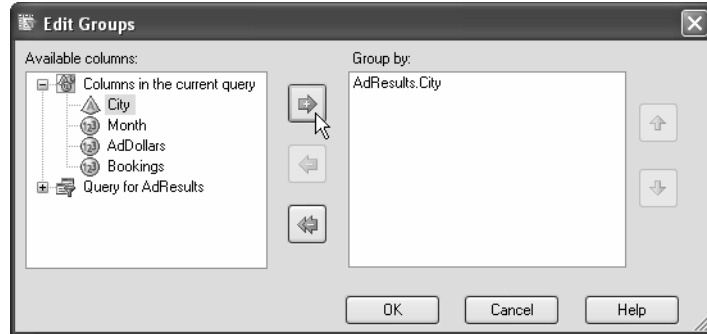 Edit Groups
Available columns:
Group by:
Columns in the current query
City
Month
AdDollars
Bookings
Query for AdResults
AdResults.City
OK
Cancel
Help